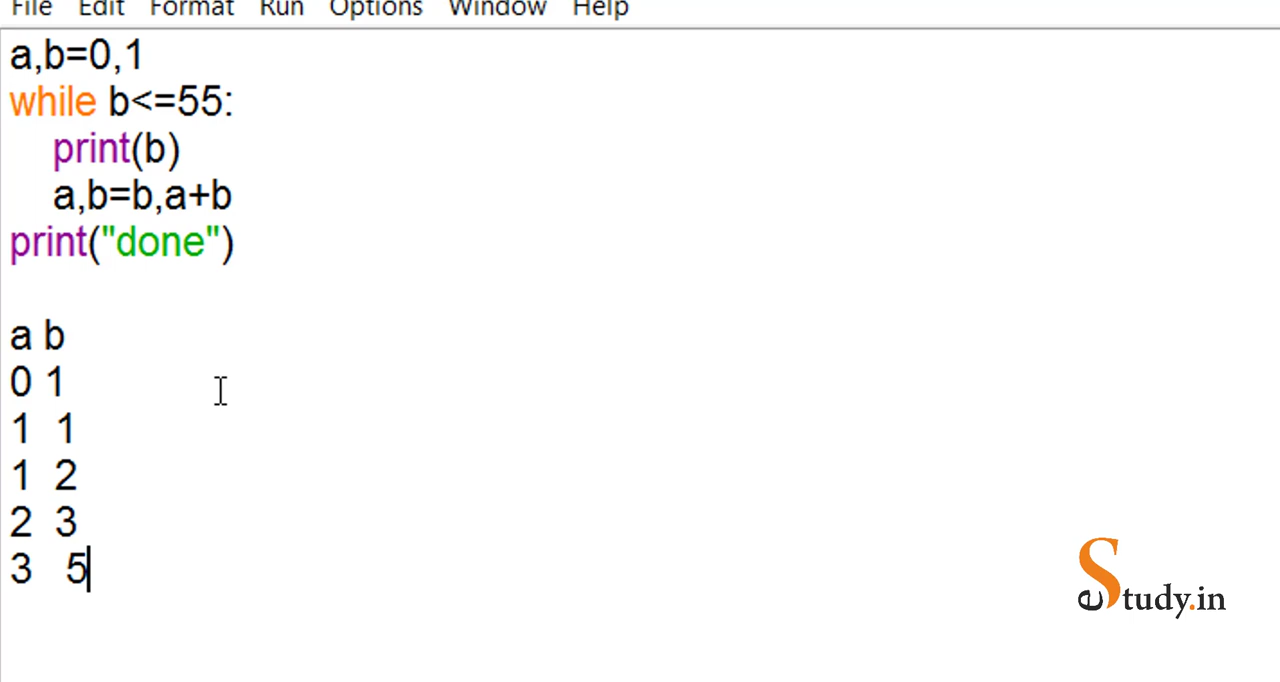 File Edit Format Run Options Window Help
a,b=0,1
while b<=55:
    print(b)
    a,b=b,a+b
print("done")
a b
0 1
1 1
1 2
2 3
3 5
eStudy.in